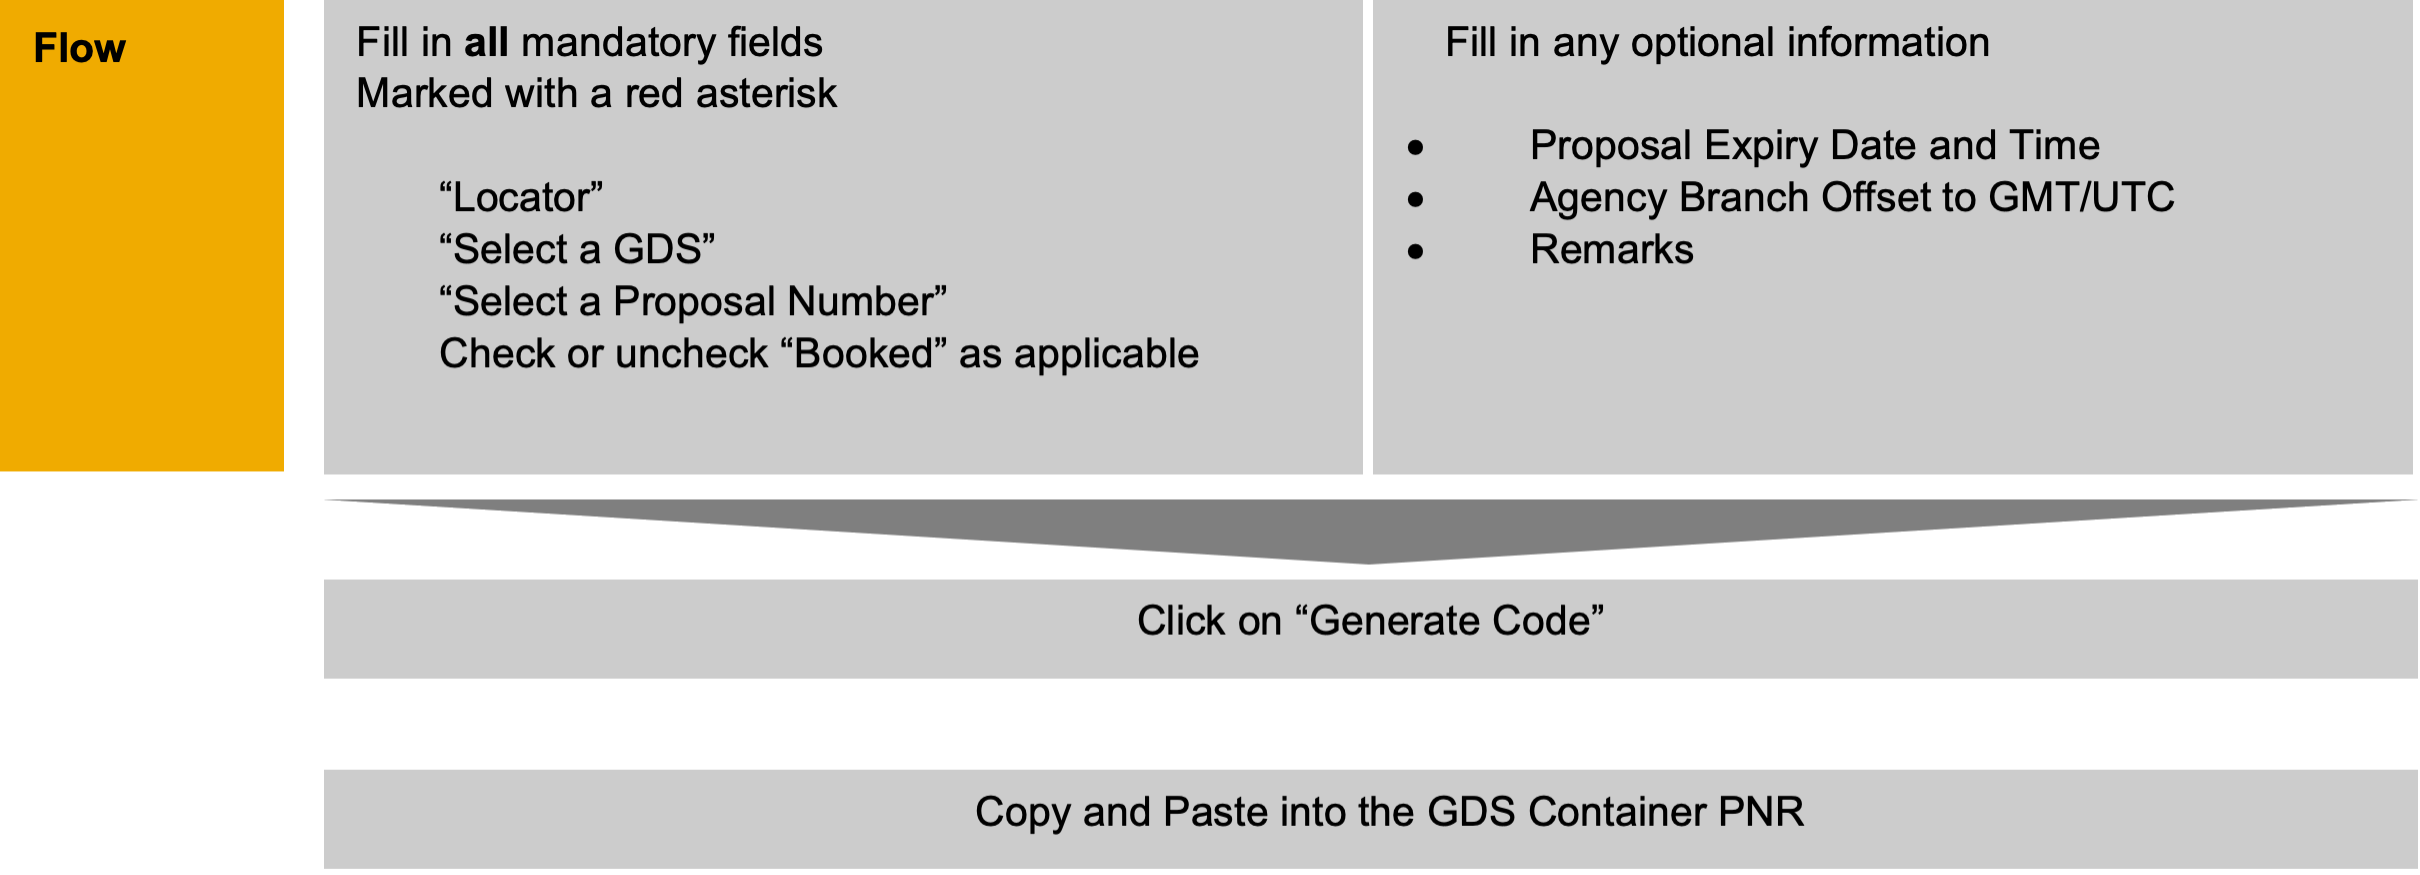 Flow
Fill in all mandatory fields
Marked with a red asterisk
“Locator”
“Select a GDS”
“Select a Proposal Number”
Check or uncheck “Booked” as applicable
Fill in any optional information
• Proposal Expiry Date and Time
• Agency Branch Offset to GMT/UTC
• Remarks
Click on “Generate Code”
Copy and Paste into the GDS Container PNR